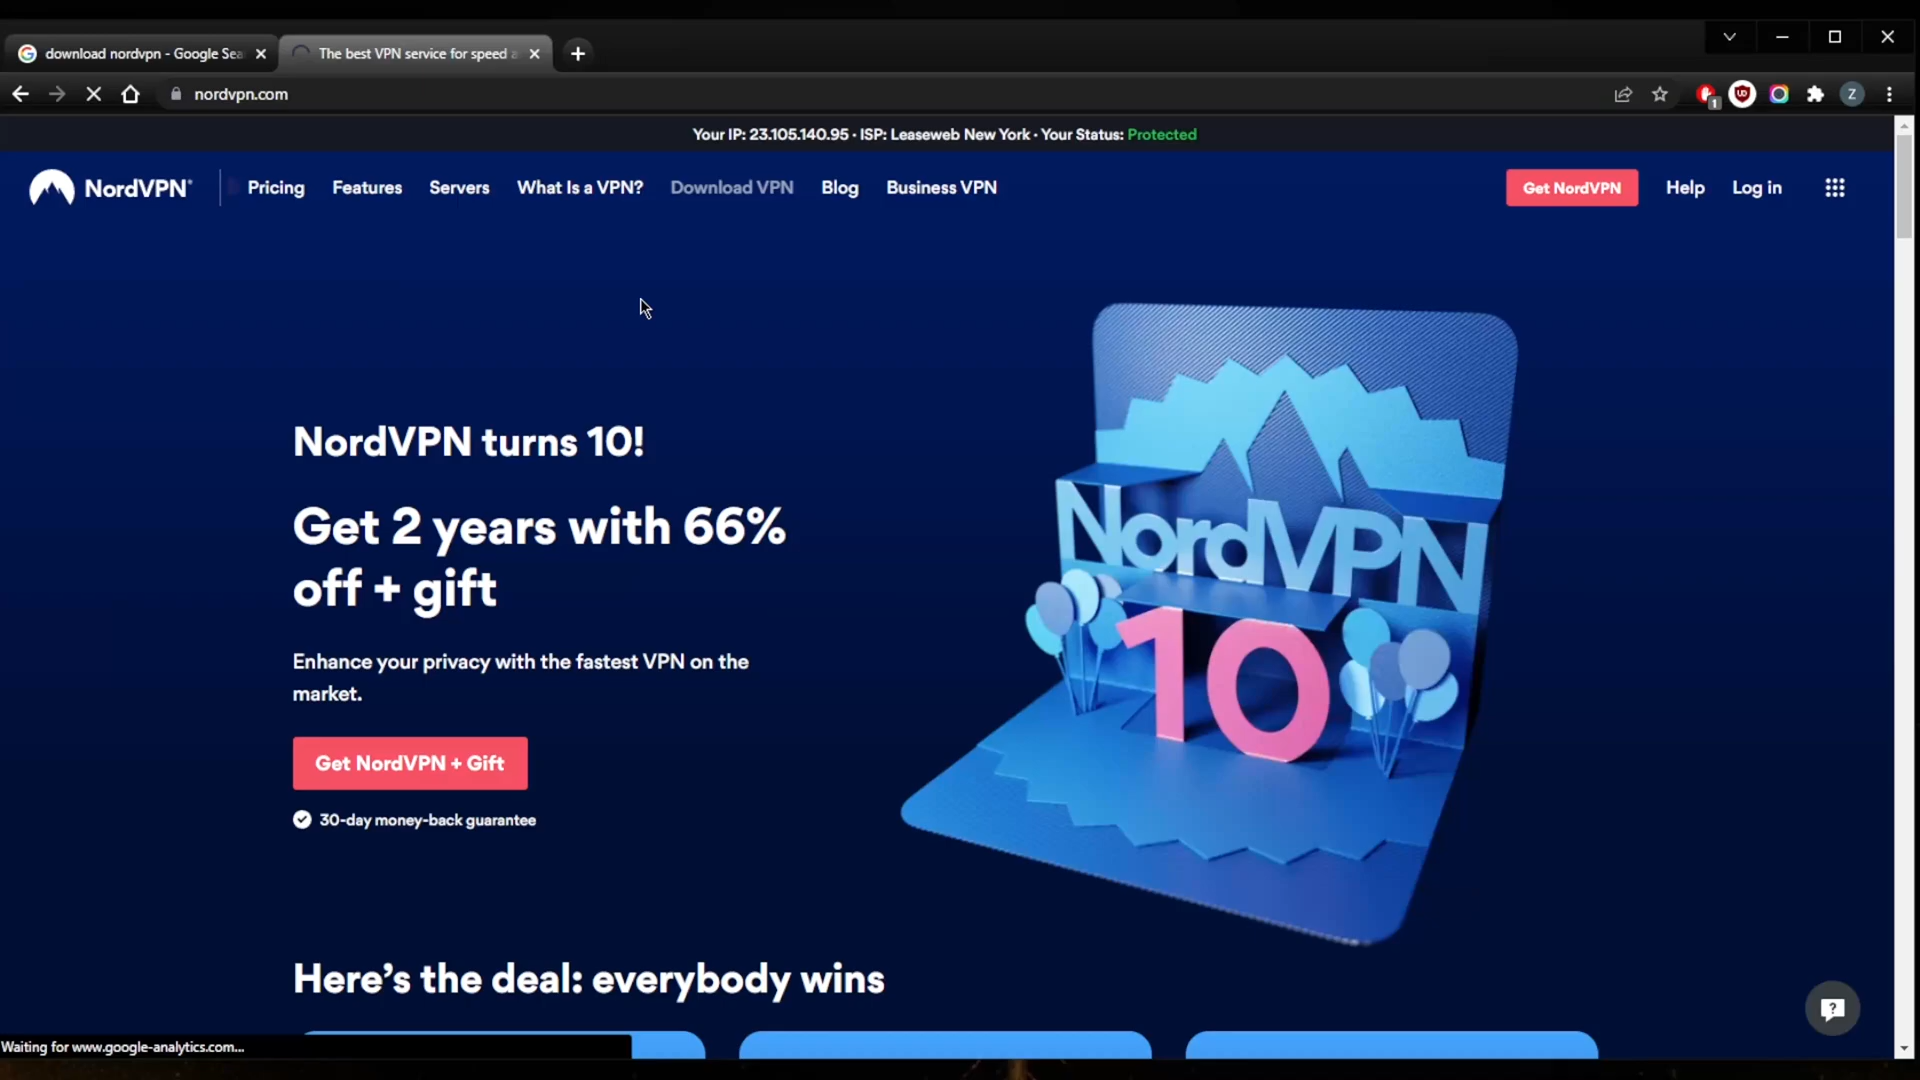 download nordvpn - Google Sea
The best VPN service for speed a
nordvpn.com
1
UD
Z
Your IP: 23.105.140.95 · ISP: Leaseweb New York · Your Status: Protected
NordVPN®
Pricing
Features
Servers
What Is a VPN?
Download VPN
Blog
Business VPN
Get NordVPN
Help
Log in
NordVPN turns 10!
Get 2 years with 66%
off + gift
Enhance your privacy with the fastest VPN on the
market.
Get NordVPN + Gift
30-day money-back guarantee
NordVPN
10
Here's the deal: everybody wins
Waiting for www.google-analytics.com...